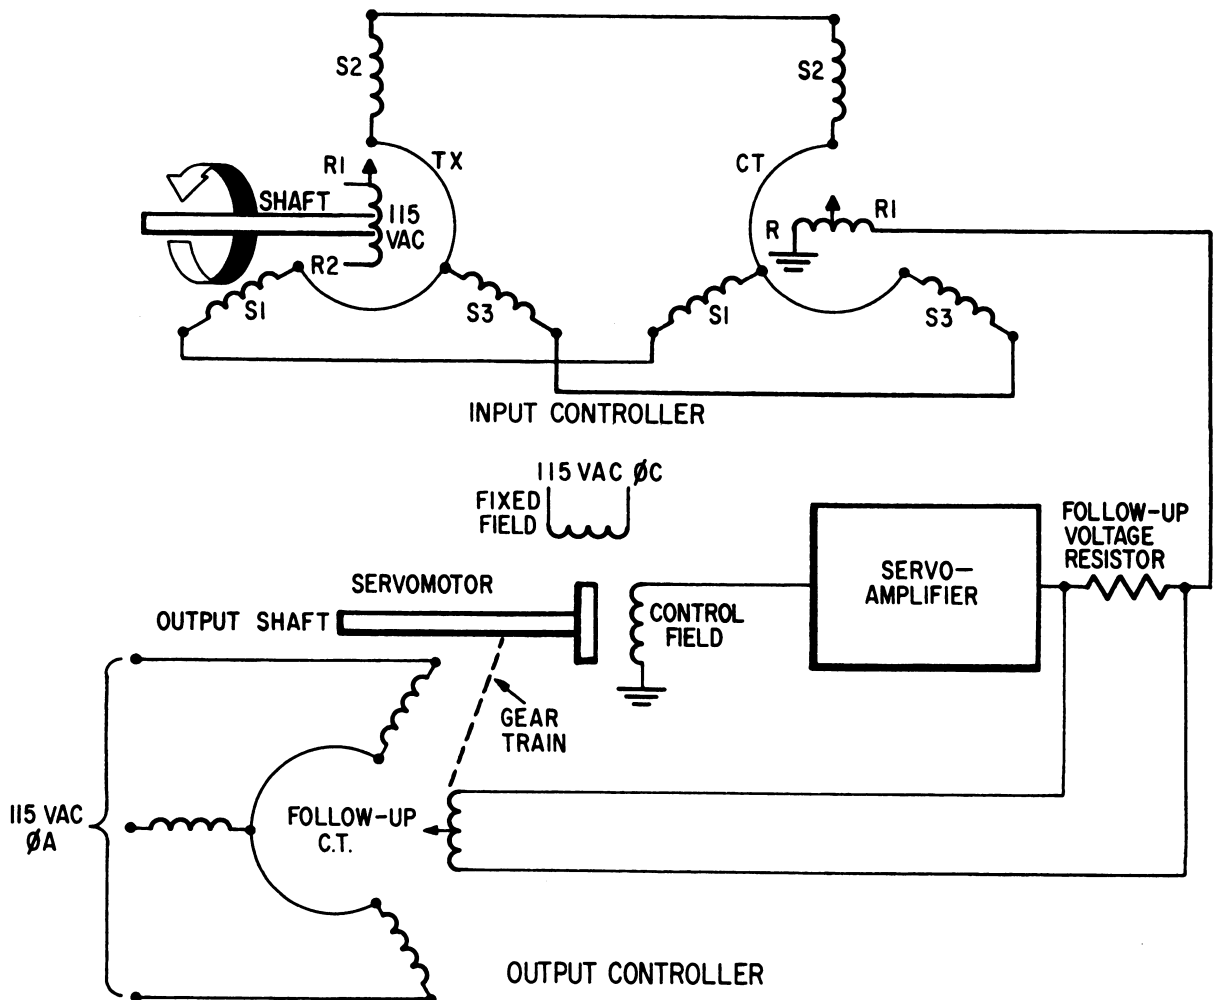 S2
S2
R1
TX
CT
SHAFT
115
VAC
R
R1
R2
S1
S3
S1
S3
INPUT CONTROLLER
115 VAC ØC
FIXED
FIELD
FOLLOW-UP
VOLTAGE
RESISTOR
SERVO-
AMPLIFIER
SERVOMOTOR
OUTPUT SHAFT
CONTROL
FIELD
GEAR
TRAIN
115 VAC
ØA
FOLLOW-UP
C.T.
OUTPUT CONTROLLER